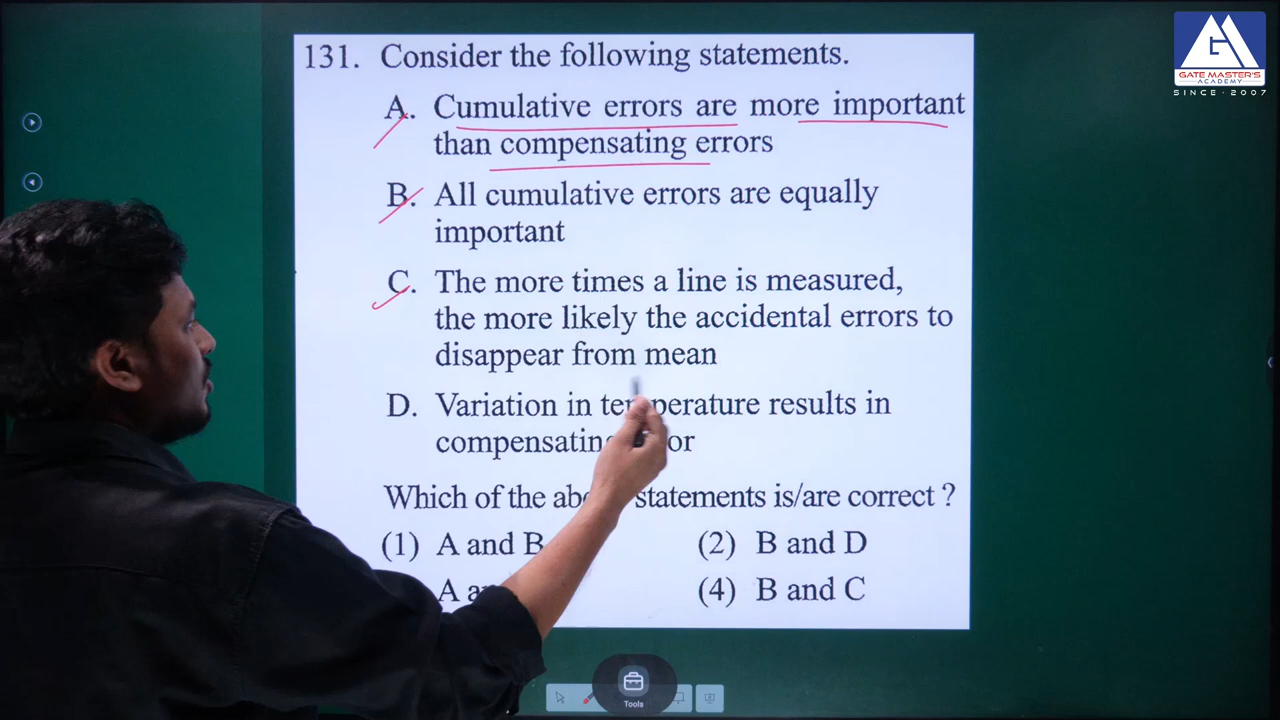 GATE MASTER'S
ACADEMY
SINCE · 2007
131. Consider the following statements.
A. Cumulative errors are more important
than compensating errors
B. All cumulative errors are equally
important
C. The more times a line is measured,
the more likely the accidental errors to
disappear from mean
D. Variation in temperature results in
compensating
Which of the statements is/are correct ?
(1) A and B (2) B and D
A (4) B and C
Tools